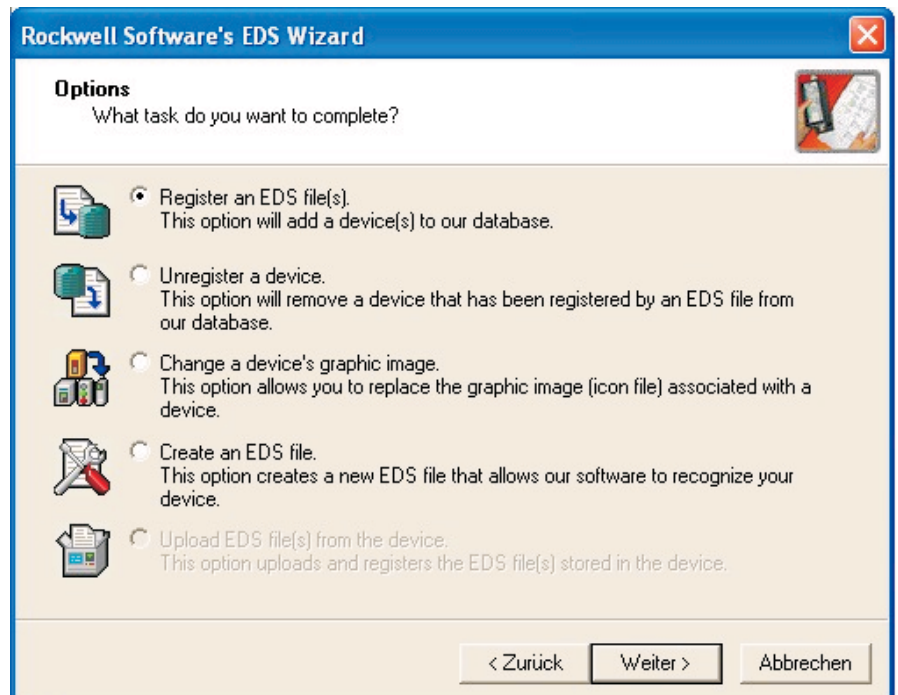 Rockwell Software's EDS Wizard
Options
What task do you want to complete?
Register an EDS file(s).
This option will add a device(s) to our database.
Unregister a device.
This option will remove a device that has been registered by an EDS file from
our database.
Change a device's graphic image.
This option allows you to replace the graphic image (icon file) associated with a
device.
Create an EDS file.
This option creates a new EDS file that allows our software to recognize your
device.
Upload EDS file(s) from the device.
This option uploads and registers the EDS file(s) stored in the device.
< Zurück Weiter > Abbrechen